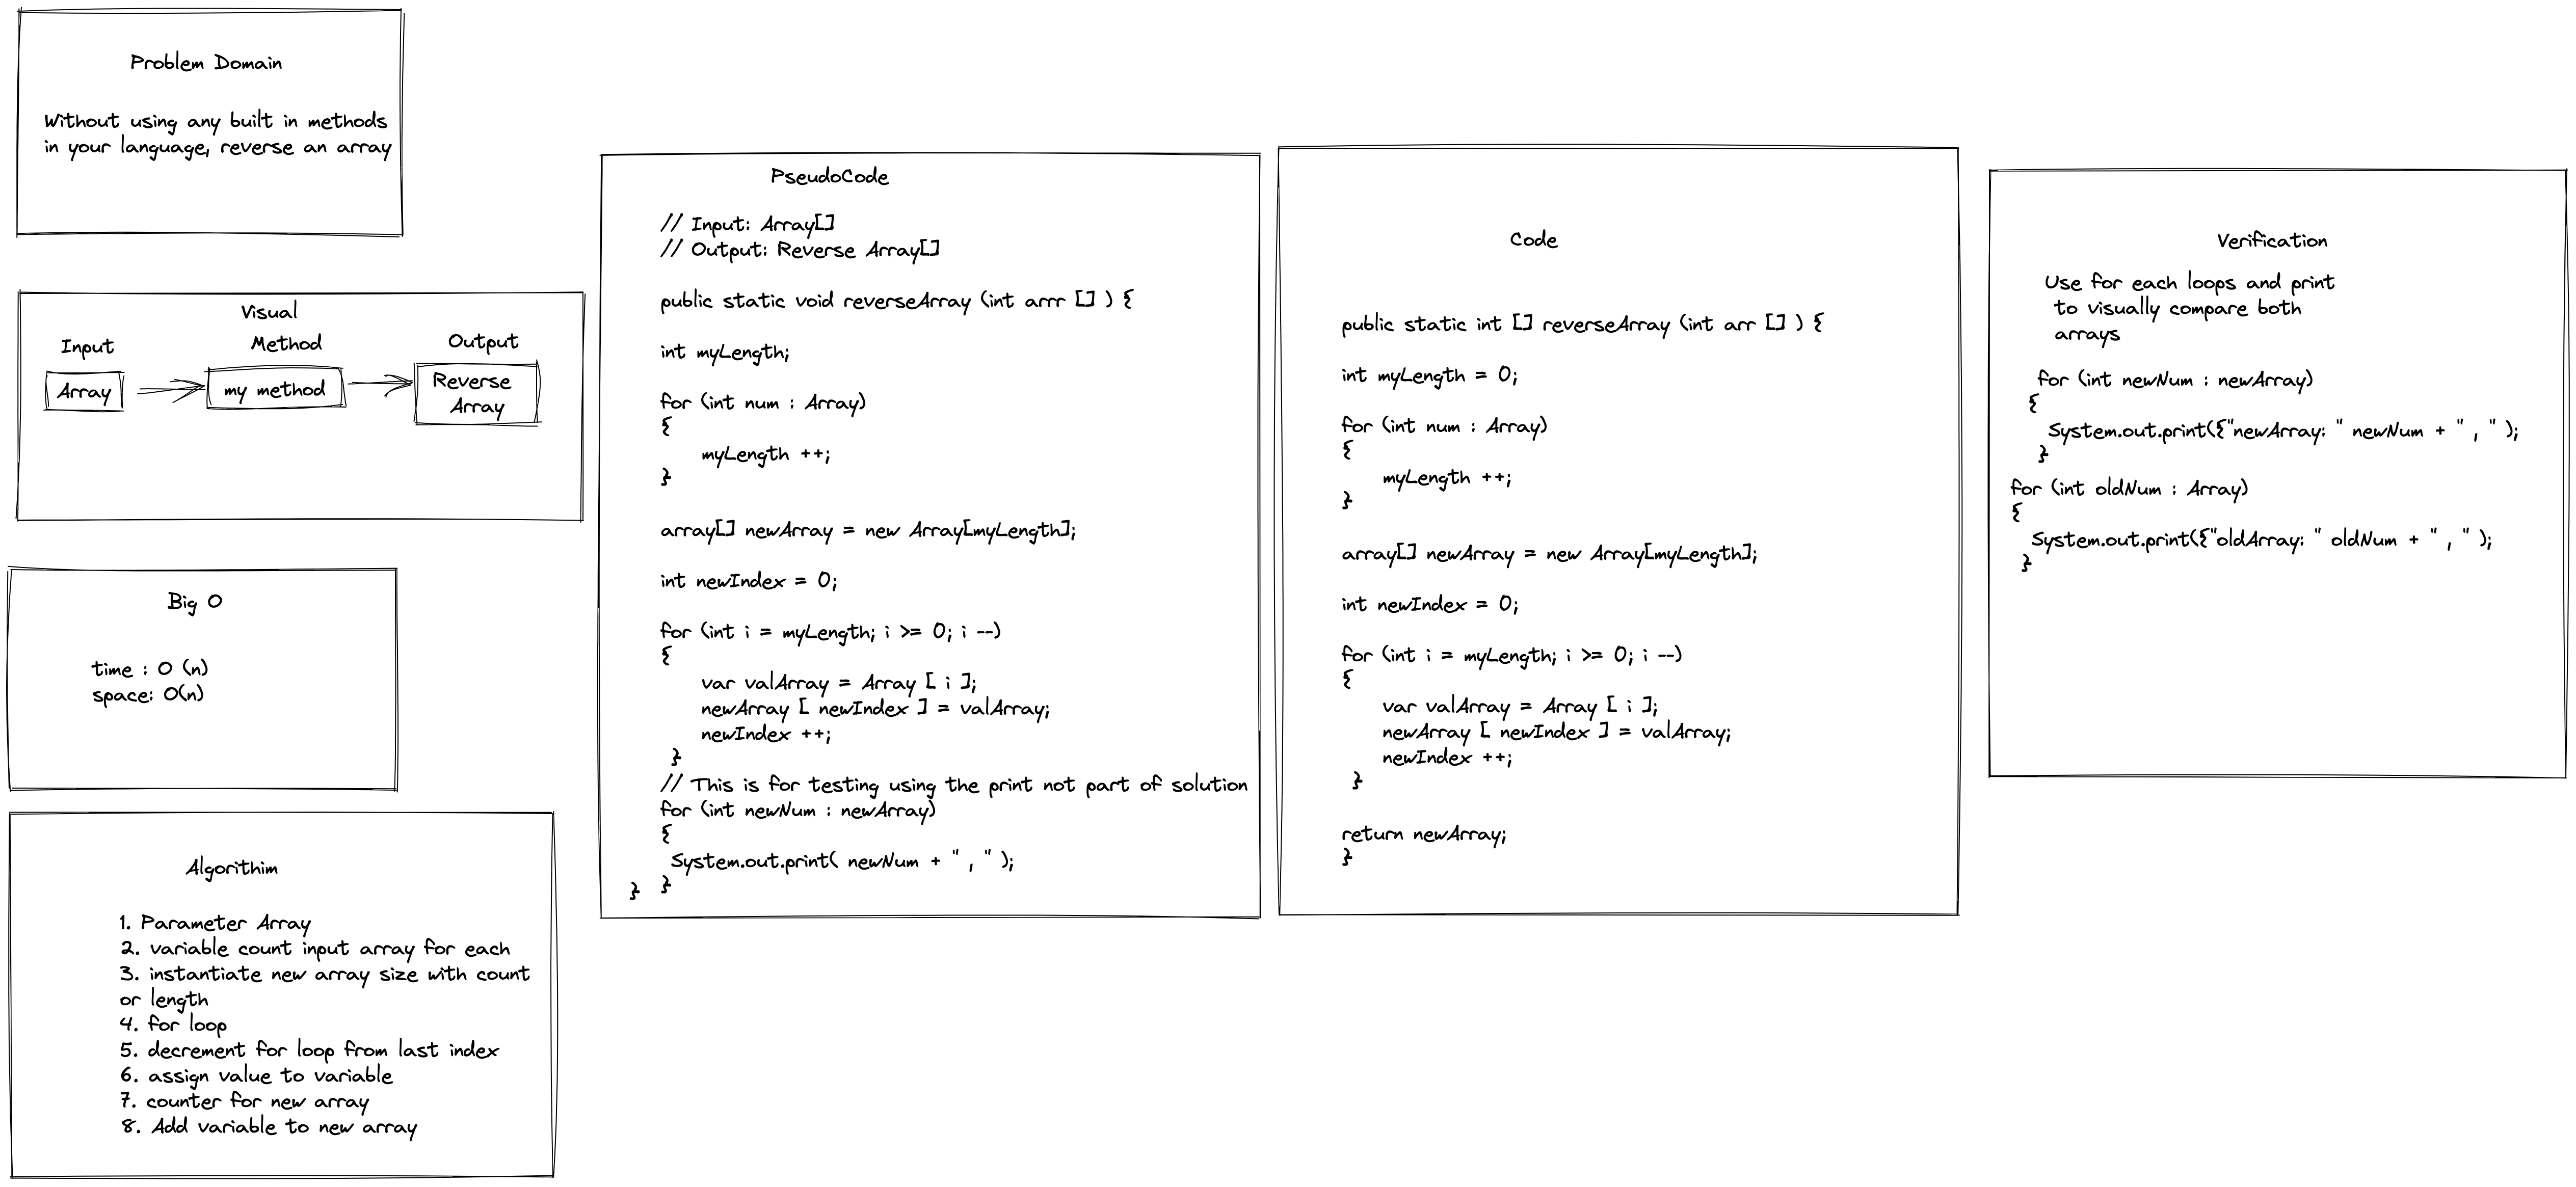 Problem Domain
Without using any built in methods
in your language, reverse an array
Visual
Input
Method
Output
Array
my method
Reverse
Array
Big O
time : O (n)
space: O(n)
Algorithim
1. Parameter Array
2. variable count input array for each
3. instantiate new array size with count
or length
4. for loop
5. decrement for loop from last index
6. assign value to variable
7. counter for new array
8. Add variable to new array
PseudoCode
// Input: Array[]
// Output: Reverse Array[]
public static void reverseArray (int arrr [] ) {
int myLength;
for (int num : Array)
{
myLength ++;
}
array[] newArray = new Array[myLength];
int newIndex = 0;
for (int i = myLength; i >= 0; i --)
{
var valArray = Array [ i ];
newArray [ newIndex ] = valArray;
newIndex ++;
}
// This is for testing using the print not part of solution
for (int newNum : newArray)
{
System.out.print( newNum + " , " );
} }
Code
public static int [] reverseArray (int arr [] ) {
int myLength = 0;
for (int num : Array)
{
myLength ++;
}
array[] newArray = new Array[myLength];
int newIndex = 0;
for (int i = myLength; i >= 0; i --)
{
var valArray = Array [ i ];
newArray [ newIndex ] = valArray;
newIndex ++;
}
return newArray;
}
Verification
Use for each loops and print
to visually compare both
arrays
for (int newNum : newArray)
{
System.out.print({"newArray: " newNum + " , " );
}
for (int oldNum : Array)
{
System.out.print({"oldArray: " oldNum + " , " );
}